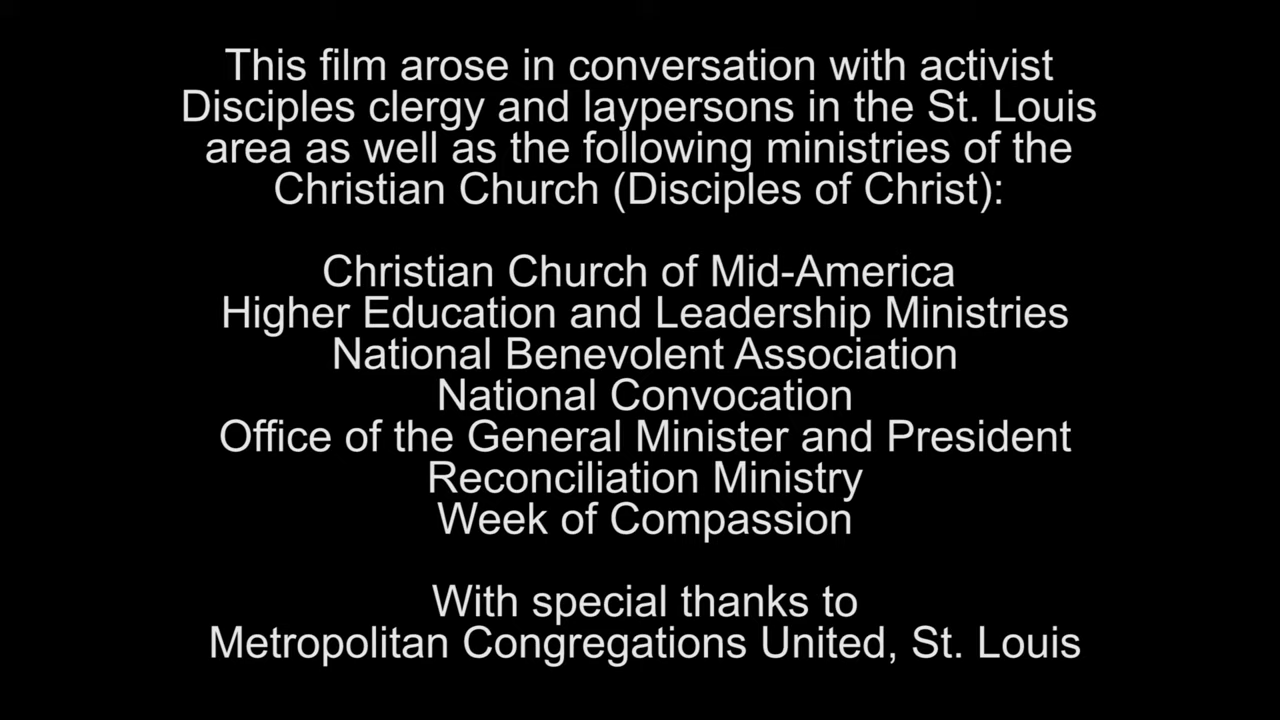 This film arose in conversation with activist
Disciples clergy and laypersons in the St. Louis
area as well as the following ministries of the
Christian Church (Disciples of Christ):
Christian Church of Mid-America
Higher Education and Leadership Ministries
National Benevolent Association
National Convocation
Office of the General Minister and President
Reconciliation Ministry
Week of Compassion
With special thanks to
Metropolitan Congregations United, St. Louis